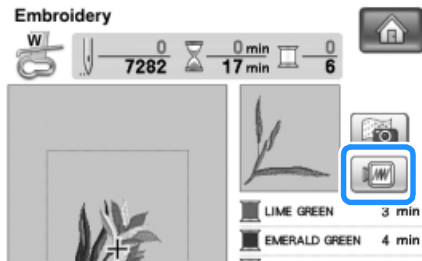 Embroidery
W
0 0 min 0
7282 17 min 6
LIME GREEN 3 min
EMERALD GREEN 4 min